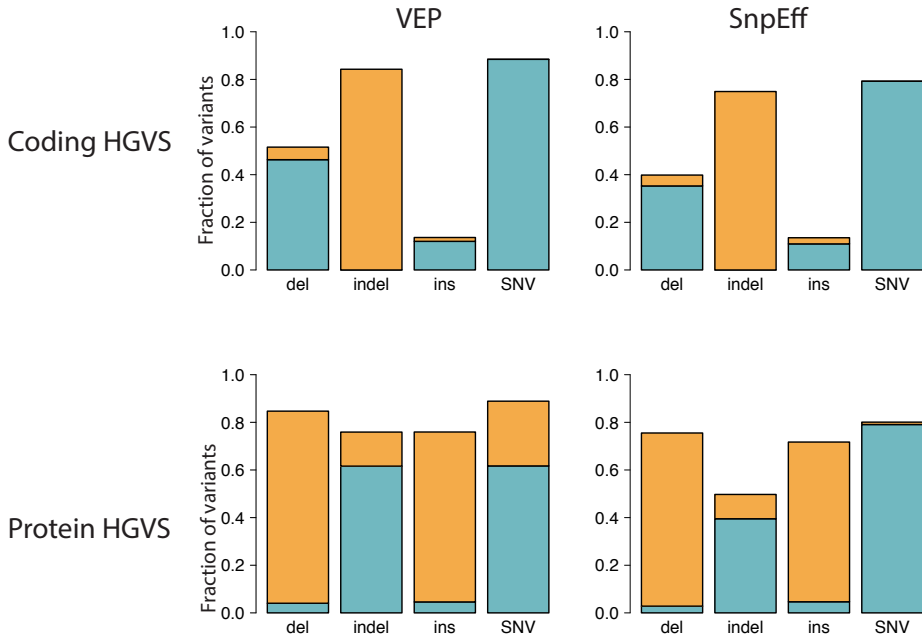 VEP
SnpEff
Coding HGVS
Fraction of variants
1.0
0.8
0.6
0.4
0.2
0.0
del indel ins SNV
1.0
0.8
0.6
0.4
0.2
0.0
del indel ins SNV
Protein HGVS
Fraction of variants
1.0
0.8
0.6
0.4
0.2
0.0
del indel ins SNV
1.0
0.8
0.6
0.4
0.2
0.0
del indel ins SNV